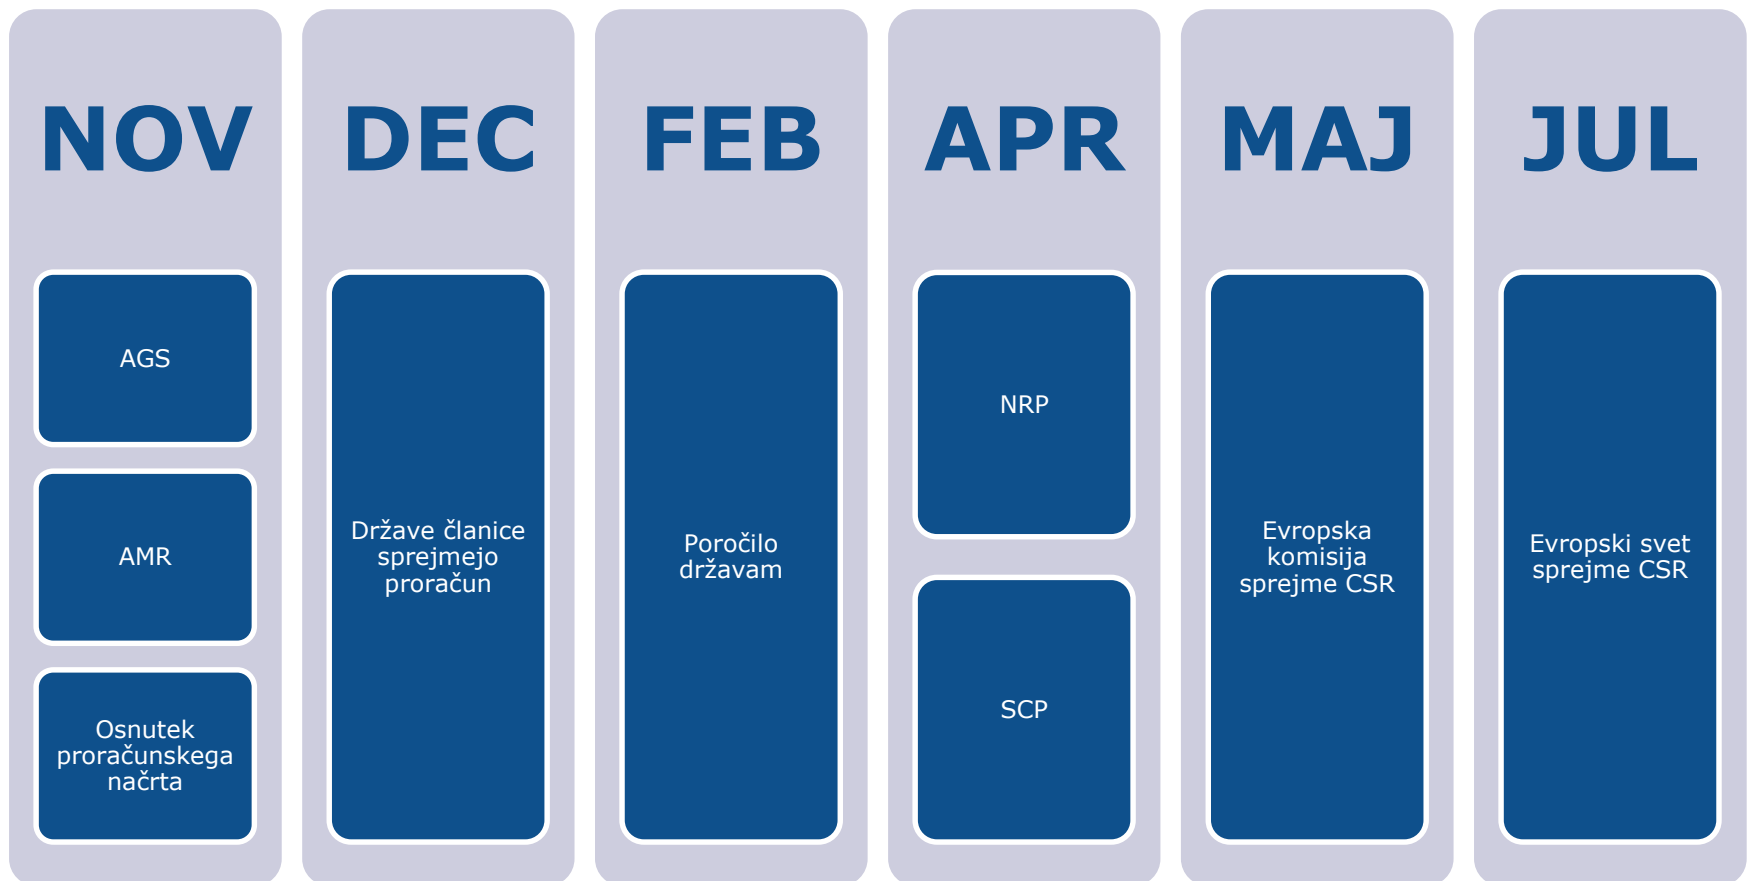 NOV
AGS
AMR
Osnutek
proračunskega
načrta
DEC
Države članice
sprejmejo
proračun
FEB
Poročilo
državam
APR
NRP
SCP
MAJ
Evropska
komisija
sprejme CSR
JUL
Evropski svet
sprejme CSR